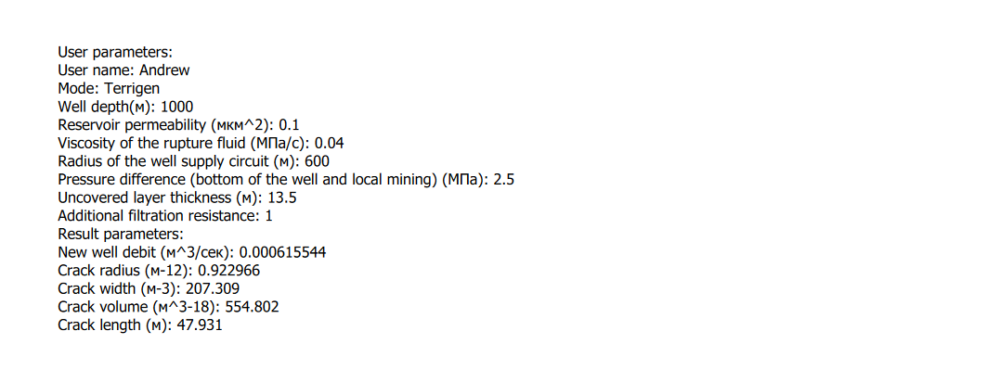 User parameters:
User name: Andrew
Mode: Terrigen
Well depth(м): 1000
Reservoir permeability (мкм^2): 0.1
Viscosity of the rupture fluid (МПа/с): 0.04
Radius of the well supply circuit (м): 600
Pressure difference (bottom of the well and local mining) (МПа): 2.5
Uncovered layer thickness (м): 13.5
Additional filtration resistance: 1
Result parameters:
New well debit (м^3/сек): 0.000615544
Crack radius (м-12): 0.922966
Crack width (м-3): 207.309
Crack volume (м^3-18): 554.802
Crack length (м): 47.931